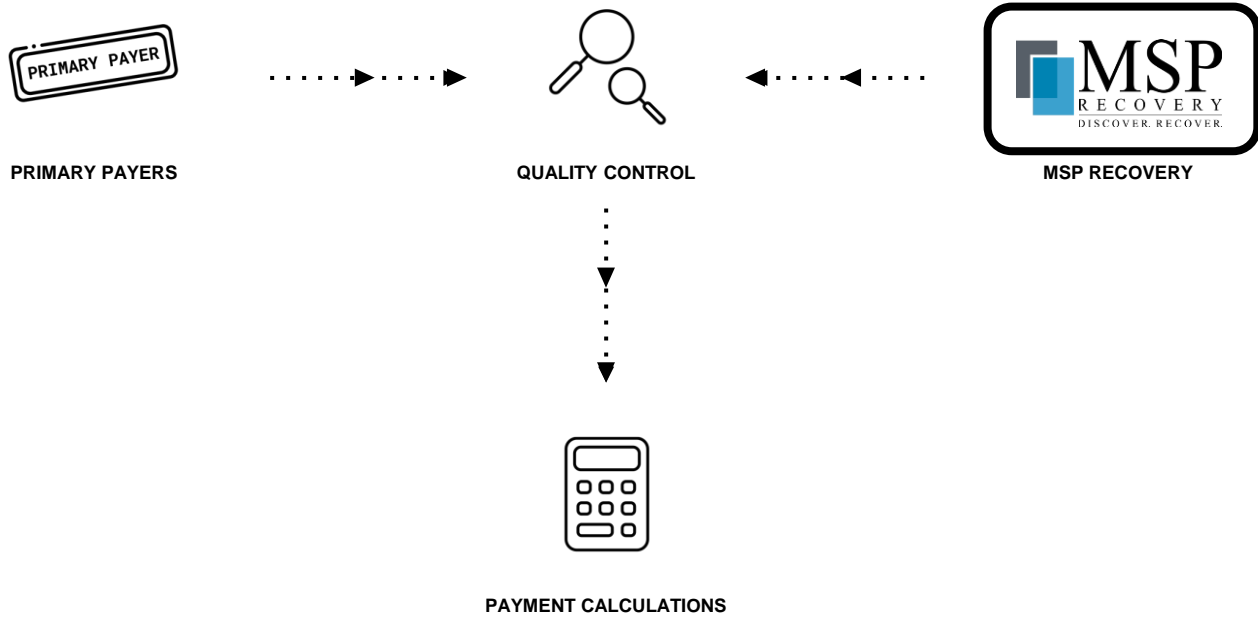 PRIMARY PAYER
MSP
RECOVERY
DISCOVER. RECOVER.
PRIMARY PAYERS
QUALITY CONTROL
MSP RECOVERY
PAYMENT CALCULATIONS